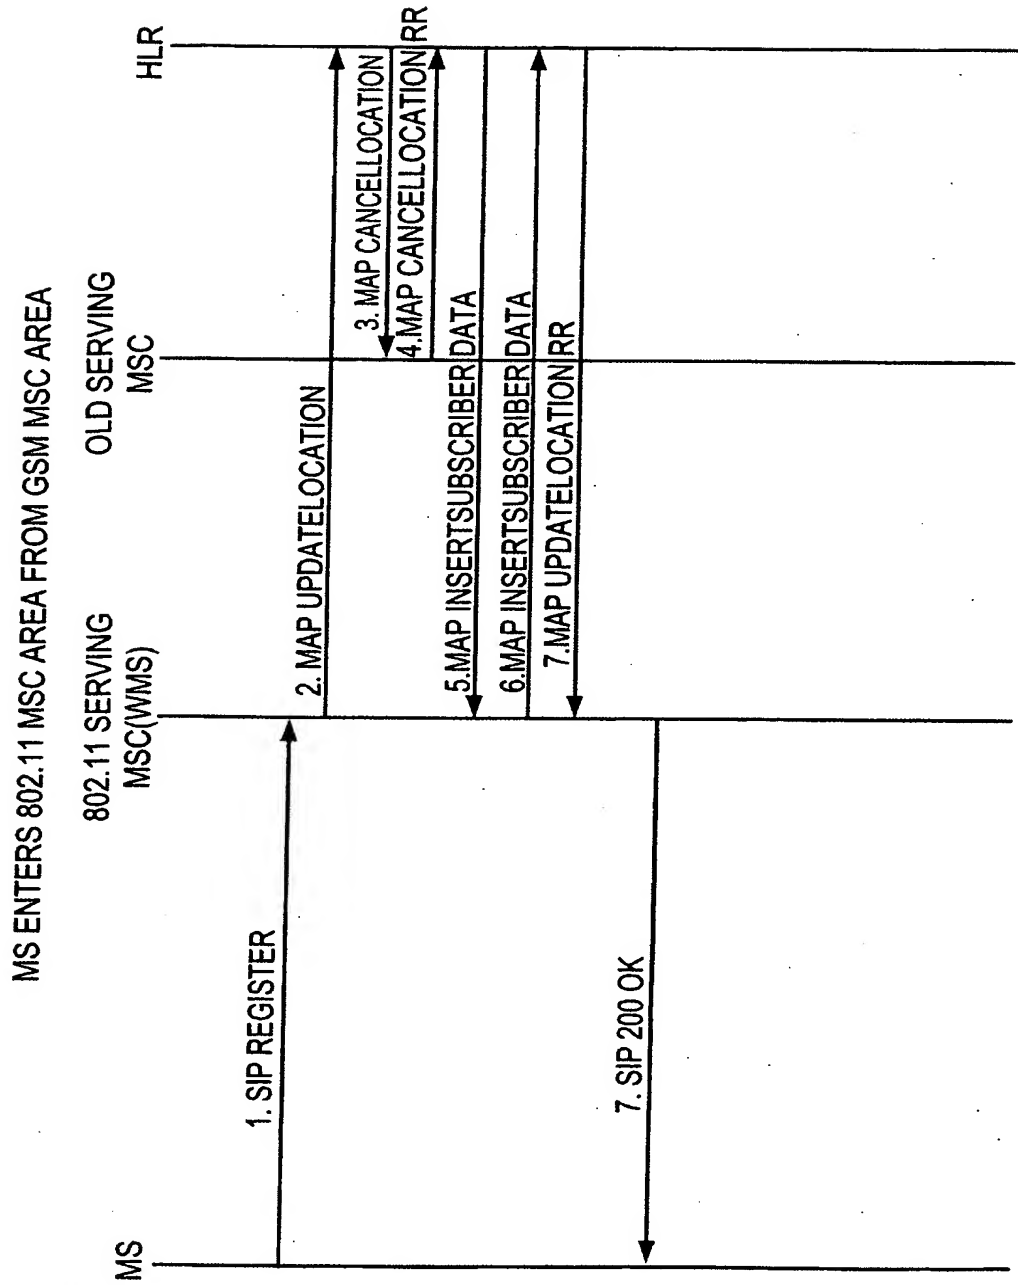 MS ENTERS 802.11 MSC AREA FROM GSM MSC AREA
MS
802.11 SERVING
MSC(WMS)
OLD SERVING
MSC
HLR
1. SIP REGISTER
2. MAP UPDATELOCATION
3. MAP CANCELLOCATION
4.MAP CANCELLOCATION RR
5.MAP INSERTSUBSCRIBER DATA
6.MAP INSERTSUBSCRIBER DATA
7.MAP UPDATELOCATION RR
7. SIP 200 OK